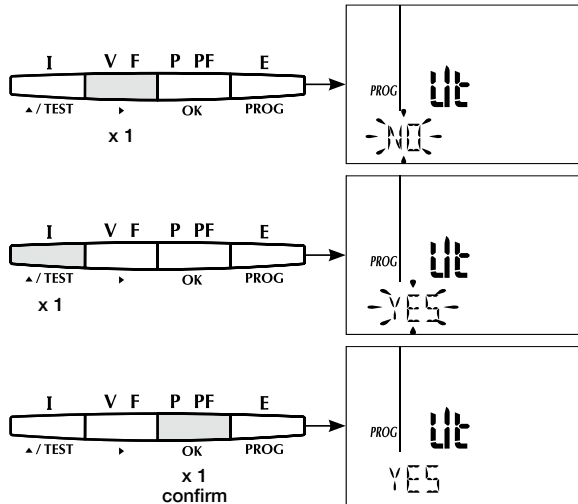 I V F P PF E
▲ / TEST ▶ OK PROG
x 1
PROG Ut
NO
I V F P PF E
▲ / TEST ▶ OK PROG
x 1
PROG Ut
YES
I V F P PF E
▲ / TEST ▶ OK PROG
x 1
confirm
PROG Ut
YES